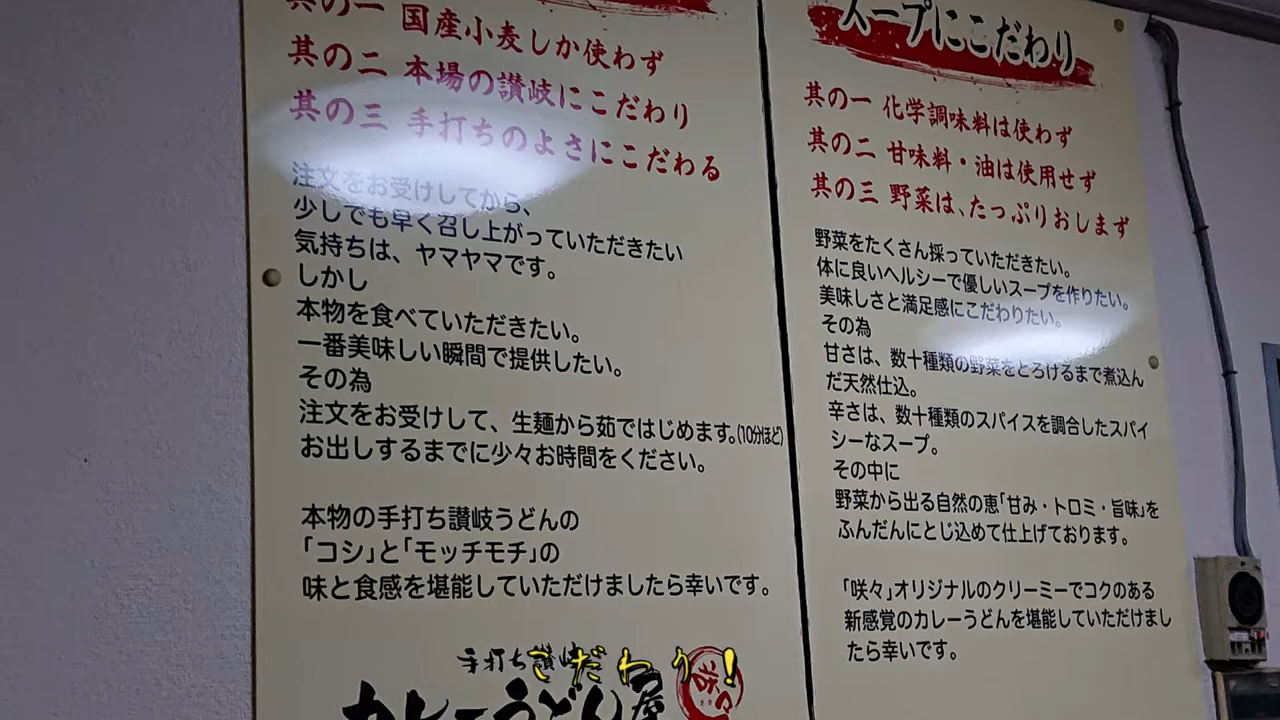 其の一 国産小麦しか使わず
其の二 本場の讃岐にこだわり
其の三 手打ちのよさにこだわる
注文をお受けしてから、
少しでも早く召し上がっていただきたい
気持ちは、ヤマヤマです。
しかし
本物を食べていただきたい。
一番美味しい瞬間で提供したい。
その為
注文をお受けして、生麺から茹ではじめます。(10分ほど)
お出しするまでに少々お時間をください。
本物の手打ち讃岐うどんの
「コシ」と「モッチモチ」の
味と食感を堪能していただけましたら幸いです。
手打ち讃岐
カレーうどん屋
咲々
スープにこだわり
其の一 化学調味料は使わず
其の二 甘味料・油は使用せず
其の三 野菜は、たっぷりおしまず
野菜をたくさん採っていただきたい。
体に良いヘルシーで優しいスープを作りたい。
美味しさと満足感にこだわりたい。
その為
甘さは、数十種類の野菜をとろけるまで煮込ん
だ天然仕込。
辛さは、数十種類のスパイスを調合したスパイ
シーなスープ。
その中に
野菜から出る自然の恵「甘み・トロミ・旨味」を
ふんだんにとじ込めて仕上げております。
「咲々」オリジナルのクリーミーでコクのある
新感覚のカレーうどんを堪能していただけまし
たら幸いです。
こだわり!